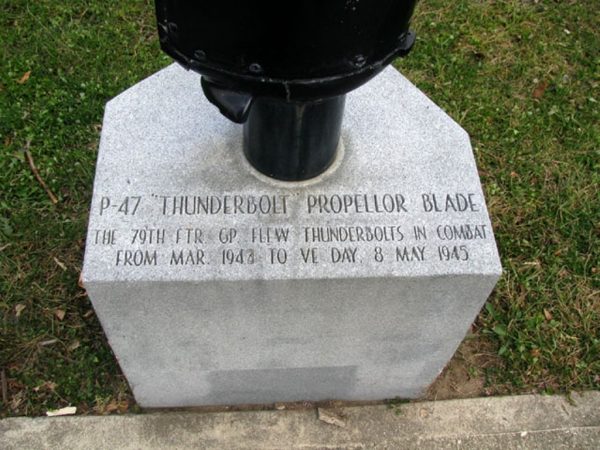 P-47 "THUNDERBOLT" PROPELLOR BLADE
THE 79TH FTR. GP. FLEW THUNDERBOLTS IN COMBAT
FROM MAR. 1943 TO VE DAY, 8 MAY 1945